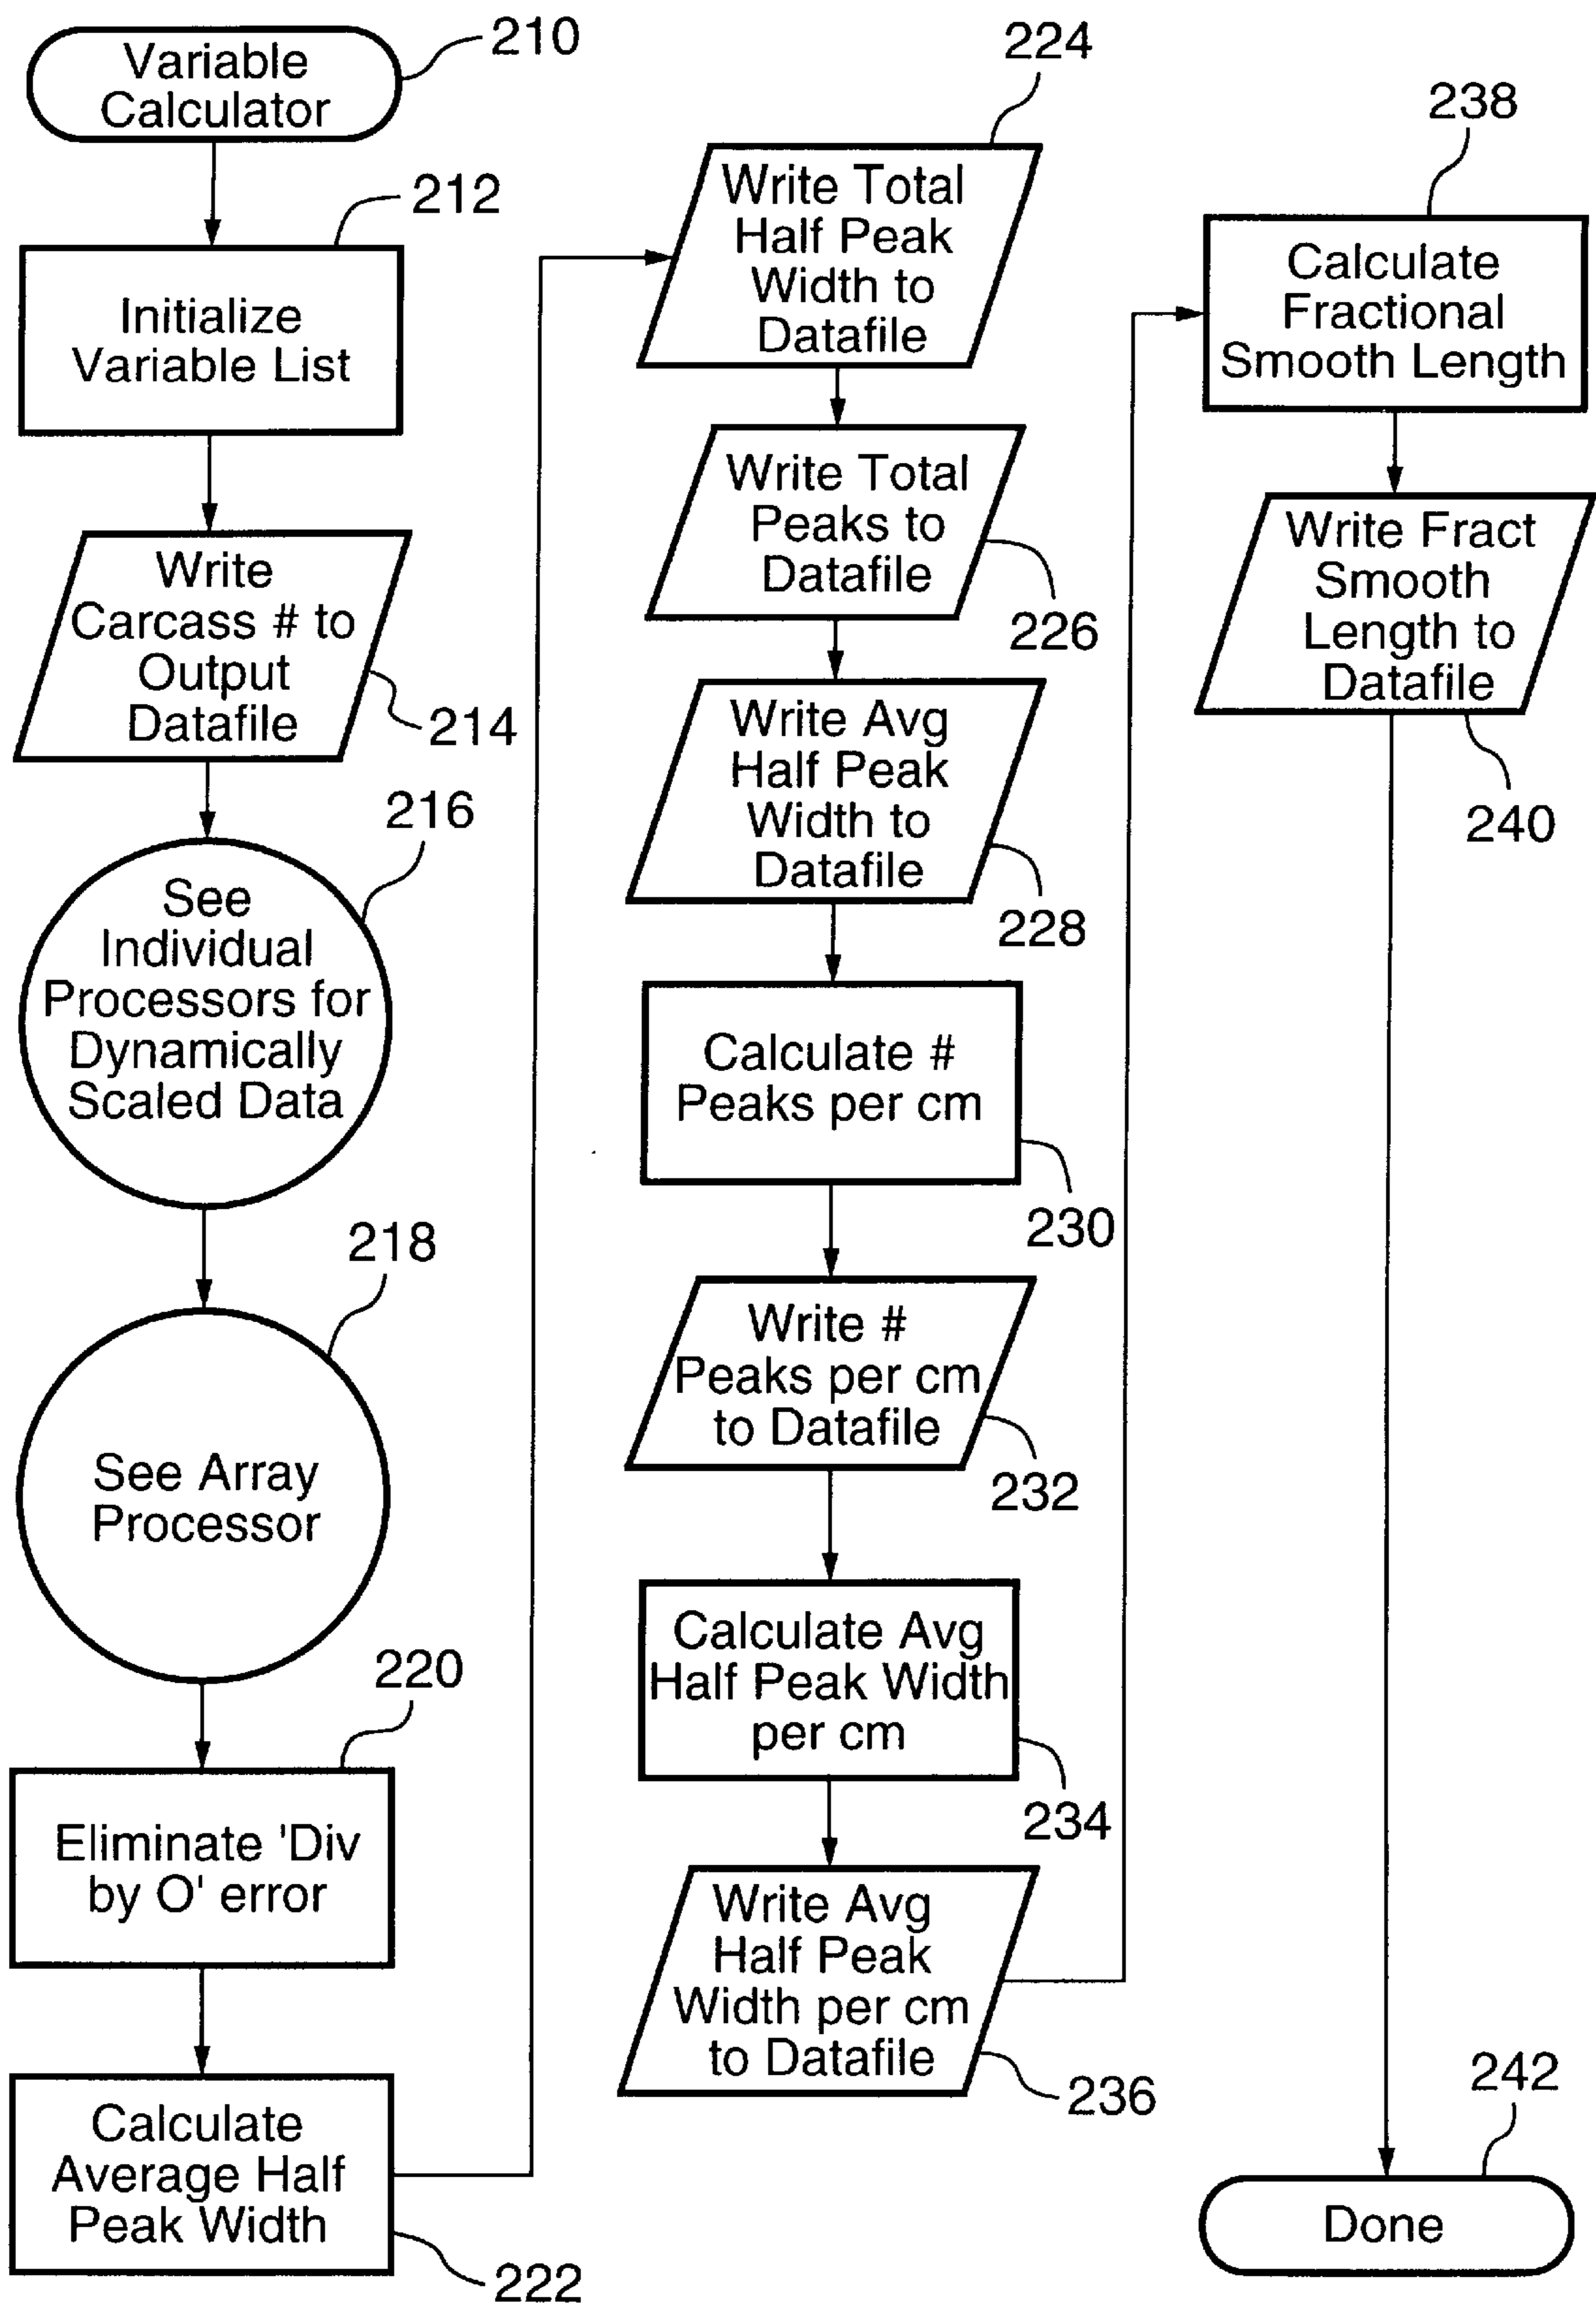 Variable
Calculator
210
212
Initialize
Variable List
Write
Carcass # to
Output
Datafile
214
216
See
Individual
Processors for
Dynamically
Scaled Data
218
See Array
Processor
220
Eliminate 'Div
by O' error
Calculate
Average Half
Peak Width
222
224
Write Total
Half Peak
Width to
Datafile
Write Total
Peaks to
Datafile
226
Write Avg
Half Peak
Width to
Datafile
228
Calculate #
Peaks per cm
230
Write #
Peaks per cm
to Datafile
232
Calculate Avg
Half Peak Width
per cm
234
Write Avg
Half Peak
Width per cm
to Datafile
236
238
Calculate
Fractional
Smooth Length
Write Fract
Smooth
Length to
Datafile
240
242
Done